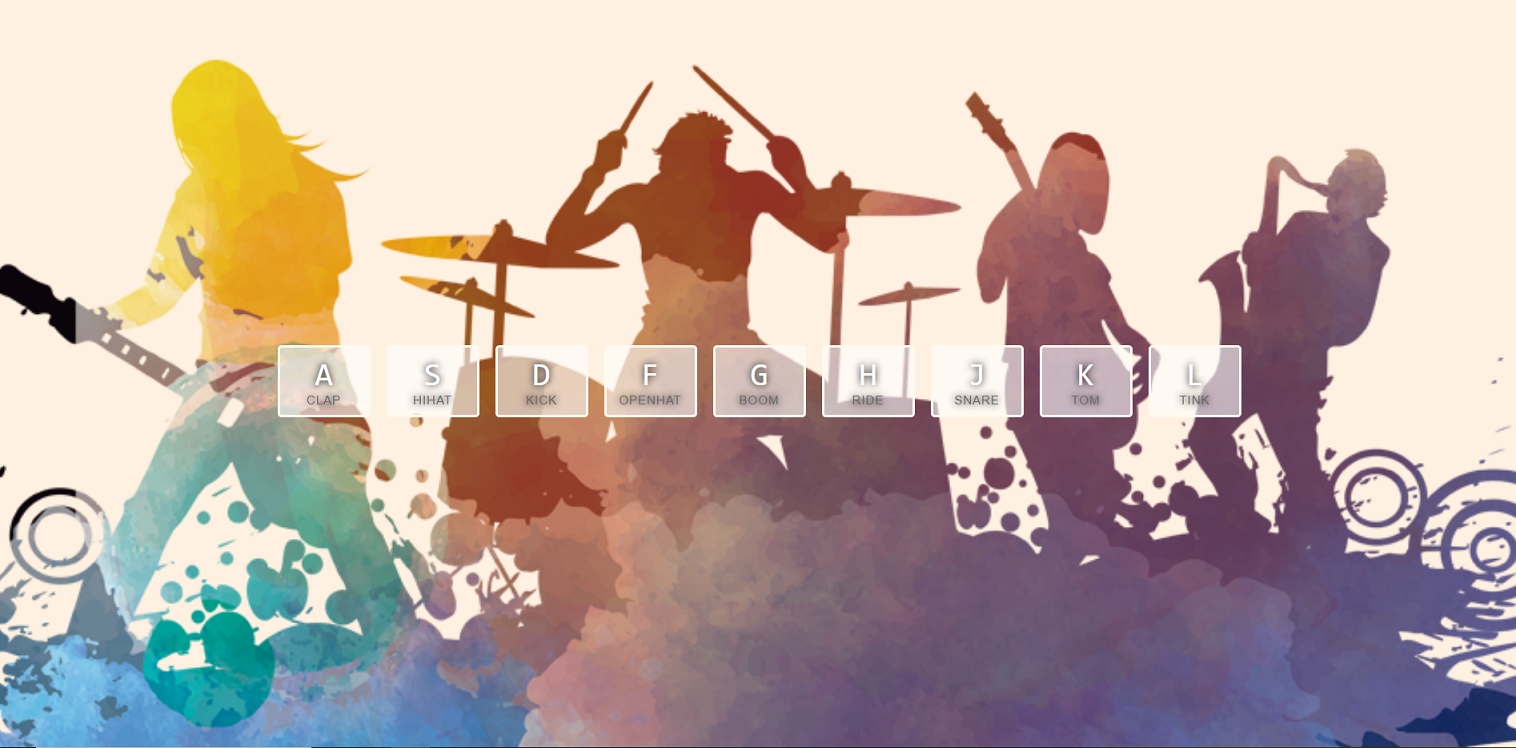 A S D F G H J K L
CLAP HIHAT KICK OPENHAT BOOM RIDE SNARE TOM TINK